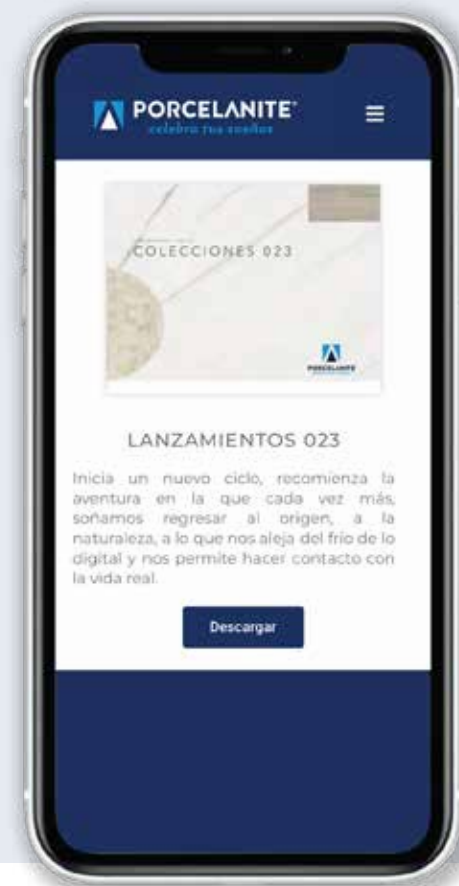 PORCELANITE®
celebra tus sueños
COLECCIONES 023
PORCELANITE
LANZAMIENTOS 023
Inicia un nuevo ciclo, recomienza la
aventura en la que cada vez más,
soñamos regresar al origen, a la
naturaleza, a lo que nos aleja del frío de lo
digital y nos permite hacer contacto con
la vida real.
Descargar